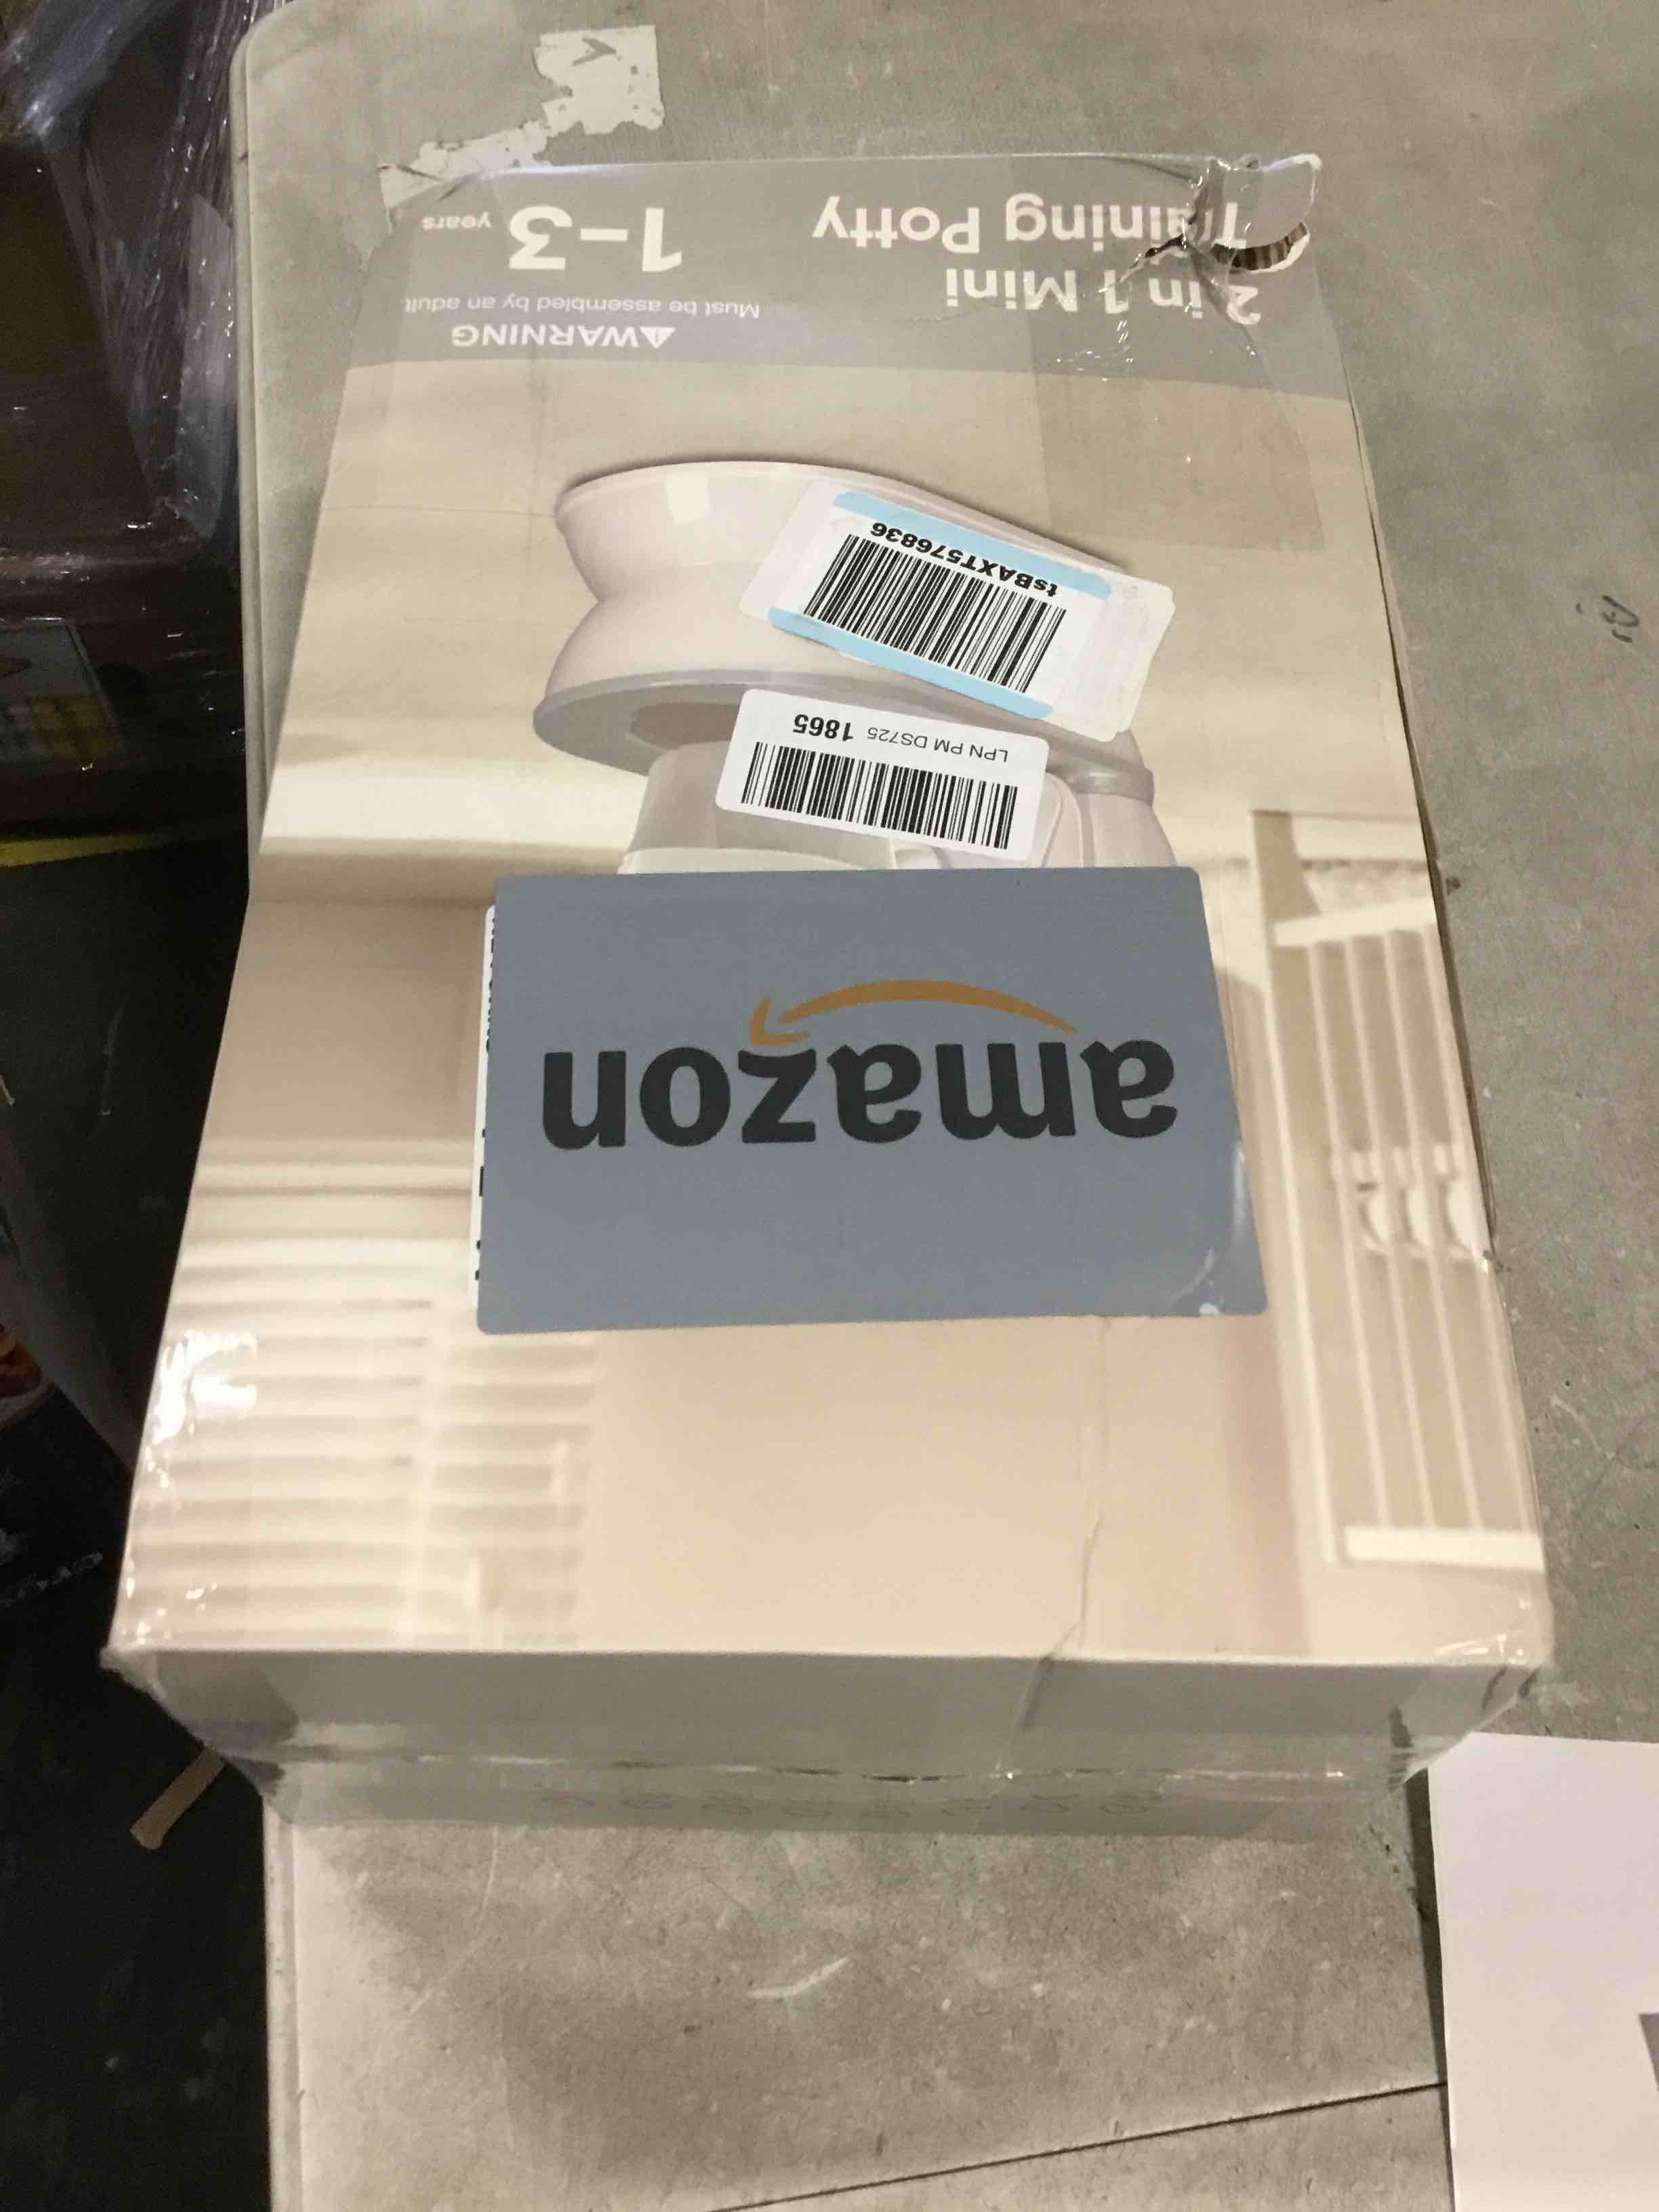 2 in 1 Mini
Training Potty
⚠WARNING
Must be assembled by an adult.
1–3 years
tsBAXT576836
LPN PM DS725 1865
amazon